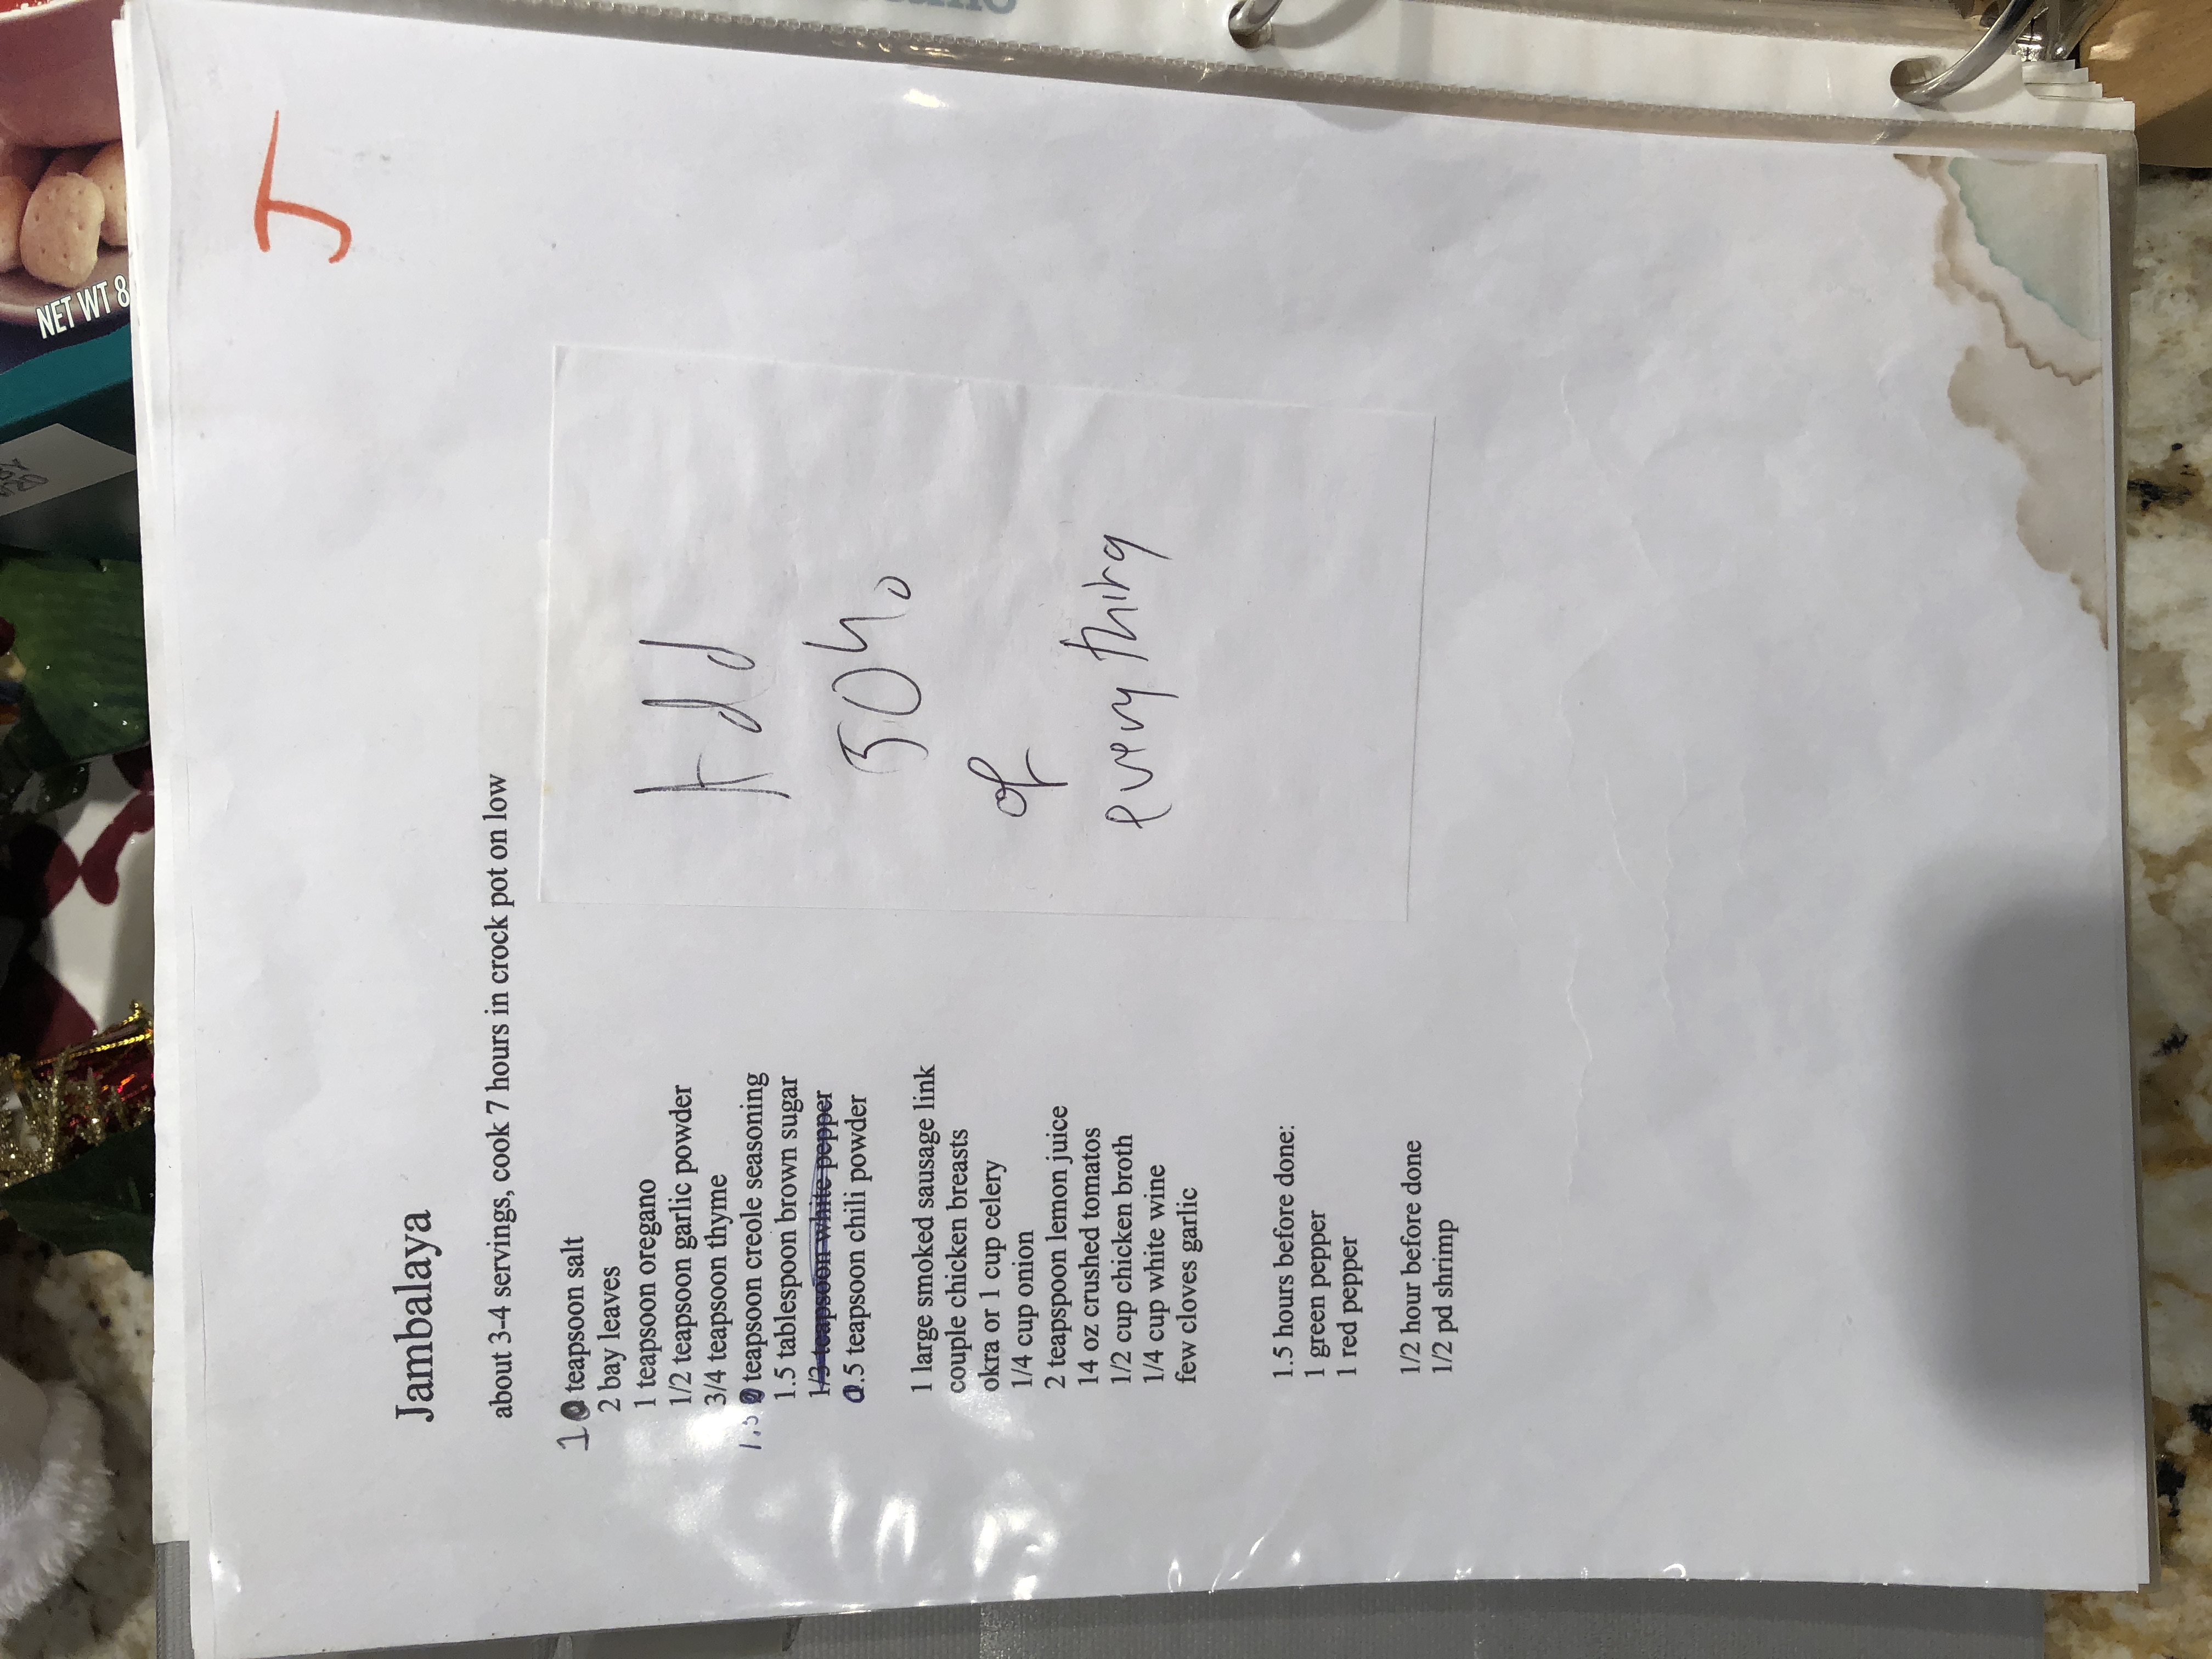 J
Jambalaya
about 3-4 servings, cook 7 hours in crock pot on low
1 teapsoon salt
2 bay leaves
1 teapsoon oregano
1/2 teapsoon garlic powder
3/4 teapsoon thyme
1.5 teapsoon creole seasoning
1.5 tablespoon brown sugar
1/3 teapsoon white pepper
0.5 teapsoon chili powder
1 large smoked sausage link
couple chicken breasts
okra or 1 cup celery
1/4 cup onion
2 teapspoon lemon juice
14 oz crushed tomatos
1/2 cup chicken broth
1/4 cup white wine
few cloves garlic
1.5 hours before done:
1 green pepper
1 red pepper
1/2 hour before done
1/2 pd shrimp
Add
50%
of
everything
NET WT 8